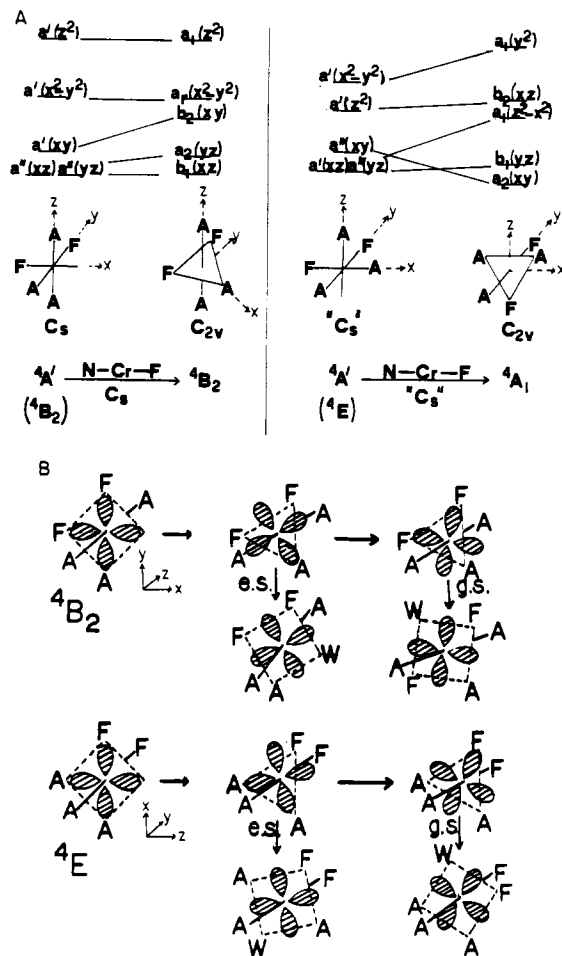 A
a'(z²) a₁(z²)
a'(x²-y²) a₁(x²-y²)
b₂(xy)
a'(xy)
a₂(yz)
a"(xz) a"(yz) b₁(xz)
z y
A
F
F x
A
A
Cs
z
A
F y
F
A
A x
C2v
⁴A' N-Cr-F ⁴B₂
(⁴B₂) Cs
a₁(y²)
a'(x²-y²)
a'(z²) b₂(xz)
a₁(z²-x²)
a"(xy)
a'(xz) a"(yz) b₁(yz)
a₂(xy)
z y
A
F
F A x
A
"Cs"
z y
F
A A x
A
F
C2v
⁴A' N-Cr-F ⁴A₁
(⁴E) "Cs"
B
F A
F
A
A
y z
x
⁴B₂
F A
F
A A
e.s.
F A
F
W
A A
F A
F
A A
g.s.
W F
A
A
F A
F F
A
A A
x y
z
⁴E
F F
A
A
A
e.s.
A F F
A
W A
F F
A
A A
g.s.
W
F F
A
A
A